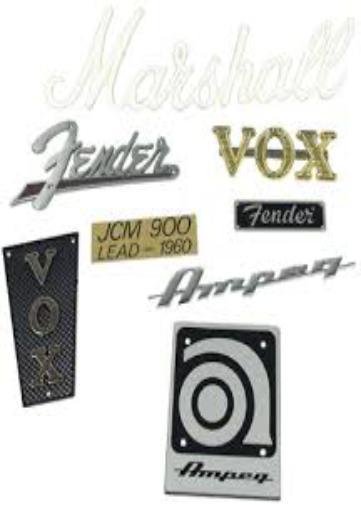 Marshall
Fender
VOX
Fender
JCM 900
LEAD - 1960
VOX
Ampeg
a
Ampeg